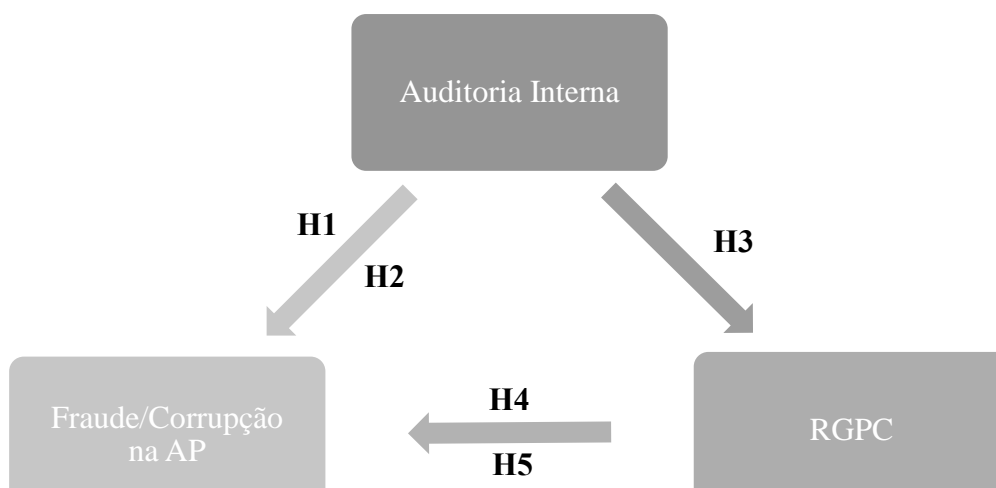 Auditoria Interna
H1
H2
H3
Fraude/Corrupção
na AP
H4
H5
RGPC